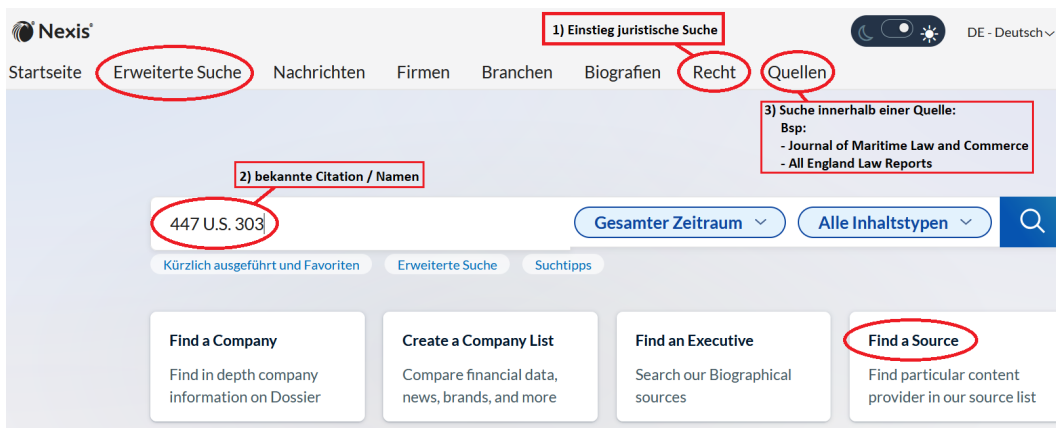 Nexis®
1) Einstieg juristische Suche
DE - Deutsch
Startseite Erweiterte Suche Nachrichten Firmen Branchen Biografien Recht Quellen
3) Suche innerhalb einer Quelle:
Bsp:
- Journal of Maritime Law and Commerce
- All England Law Reports
2) bekannte Citation / Namen
447 U.S. 303 Gesamter Zeitraum Alle Inhaltstypen
Kürzlich ausgeführt und Favoriten Erweiterte Suche Suchtipps
Find a Company
Find in depth company
information on Dossier
Create a Company List
Compare financial data,
news, brands, and more
Find an Executive
Search our Biographical
sources
Find a Source
Find particular content
provider in our source list